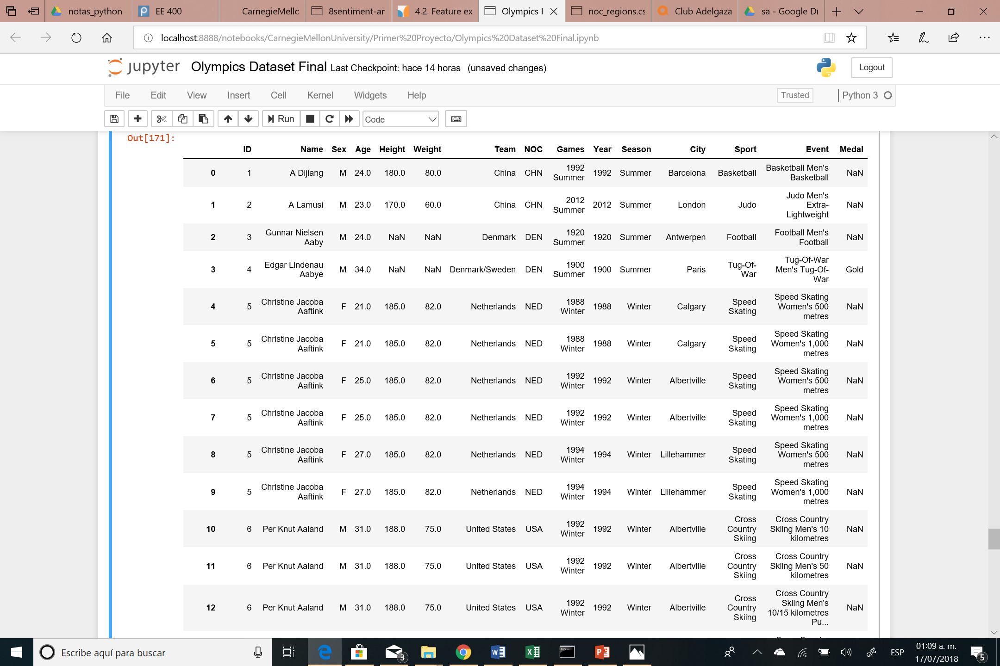 notas_python
EE 400
CarnegieMellc
8sentiment-ar
4.2. Feature ex
Olympics I
noc_regions.cs
Club Adelgaza
sa - Google Dr
localhost:8888/notebooks/CarnegieMellonUniversity/Primer%20Proyecto/Olympics%20Dataset%20Final.ipynb
jupyter Olympics Dataset Final Last Checkpoint: hace 14 horas (unsaved changes)
Logout
File Edit View Insert Cell Kernel Widgets Help
Trusted
Python 3
Run
Code
Out[171]:
ID Name Sex Age Height Weight Team NOC Games Year Season City Sport Event Medal
0 1 A Dijiang M 24.0 180.0 80.0 China CHN 1992 Summer 1992 Summer Barcelona Basketball Basketball Men's Basketball NaN
1 2 A Lamusi M 23.0 170.0 60.0 China CHN 2012 Summer 2012 Summer London Judo Judo Men's Extra-Lightweight NaN
2 3 Gunnar Nielsen Aaby M 24.0 NaN NaN Denmark DEN 1920 Summer 1920 Summer Antwerpen Football Football Men's Football NaN
3 4 Edgar Lindenau Aabye M 34.0 NaN NaN Denmark/Sweden DEN 1900 Summer 1900 Summer Paris Tug-Of-War Tug-Of-War Men's Tug-Of-War Gold
4 5 Christine Jacoba Aaftink F 21.0 185.0 82.0 Netherlands NED 1988 Winter 1988 Winter Calgary Speed Skating Speed Skating Women's 500 metres NaN
5 5 Christine Jacoba Aaftink F 21.0 185.0 82.0 Netherlands NED 1988 Winter 1988 Winter Calgary Speed Skating Speed Skating Women's 1,000 metres NaN
6 5 Christine Jacoba Aaftink F 25.0 185.0 82.0 Netherlands NED 1992 Winter 1992 Winter Albertville Speed Skating Speed Skating Women's 500 metres NaN
7 5 Christine Jacoba Aaftink F 25.0 185.0 82.0 Netherlands NED 1992 Winter 1992 Winter Albertville Speed Skating Speed Skating Women's 1,000 metres NaN
8 5 Christine Jacoba Aaftink F 27.0 185.0 82.0 Netherlands NED 1994 Winter 1994 Winter Lillehammer Speed Skating Speed Skating Women's 500 metres NaN
9 5 Christine Jacoba Aaftink F 27.0 185.0 82.0 Netherlands NED 1994 Winter 1994 Winter Lillehammer Speed Skating Speed Skating Women's 1,000 metres NaN
10 6 Per Knut Aaland M 31.0 188.0 75.0 United States USA 1992 Winter 1992 Winter Albertville Cross Country Skiing Cross Country Skiing Men's 10 kilometres NaN
11 6 Per Knut Aaland M 31.0 188.0 75.0 United States USA 1992 Winter 1992 Winter Albertville Cross Country Skiing Cross Country Skiing Men's 50 kilometres NaN
12 6 Per Knut Aaland M 31.0 188.0 75.0 United States USA 1992 Winter 1992 Winter Albertville Cross Country Skiing Cross Country Skiing Men's 10/15 kilometres Pu... NaN
Escribe aquí para buscar
3
ESP
01:09 a. m.
17/07/2018
5